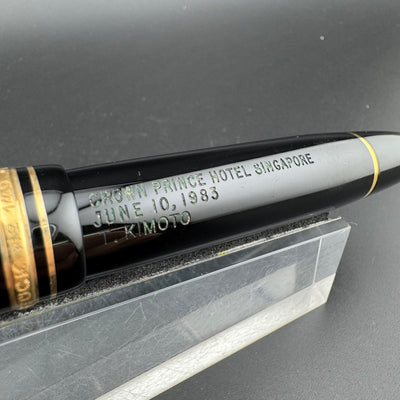 CROWN PRINCE HOTEL SINGAPORE
JUNE 10, 1983
KIMOTO